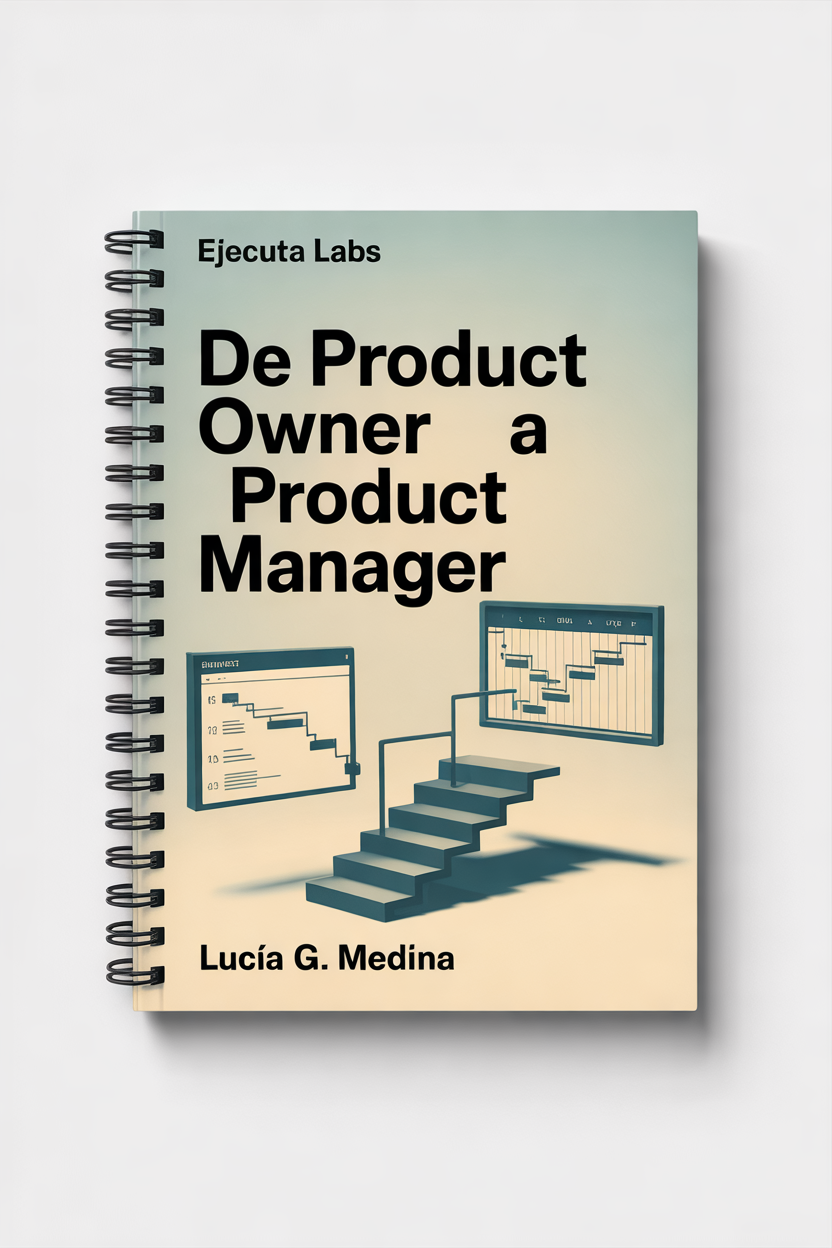 Ejecuta Labs
De Product
Owner a
Product
Manager
Lucía G. Medina